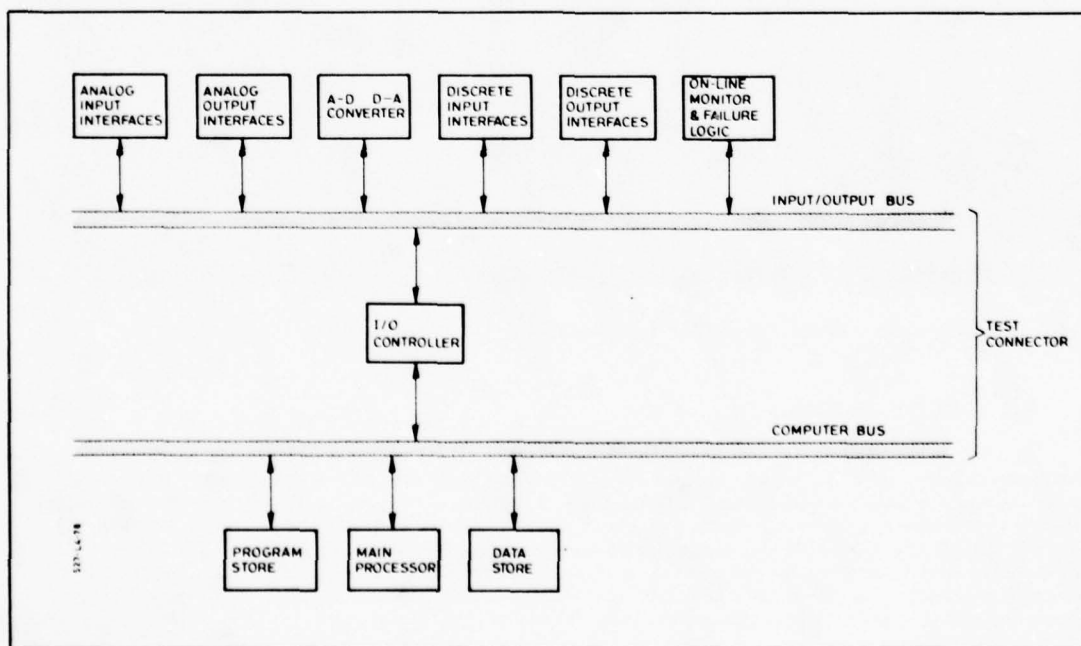 ANALOG
INPUT
INTERFACES
ANALOG
OUTPUT
INTERFACES
A-D D-A
CONVERTER
DISCRETE
INPUT
INTERFACES
DISCRETE
OUTPUT
INTERFACES
ON-LINE
MONITOR
& FAILURE
LOGIC
INPUT/OUTPUT BUS
I/O
CONTROLLER
TEST
CONNECTOR
COMPUTER BUS
PROGRAM
STORE
MAIN
PROCESSOR
DATA
STORE